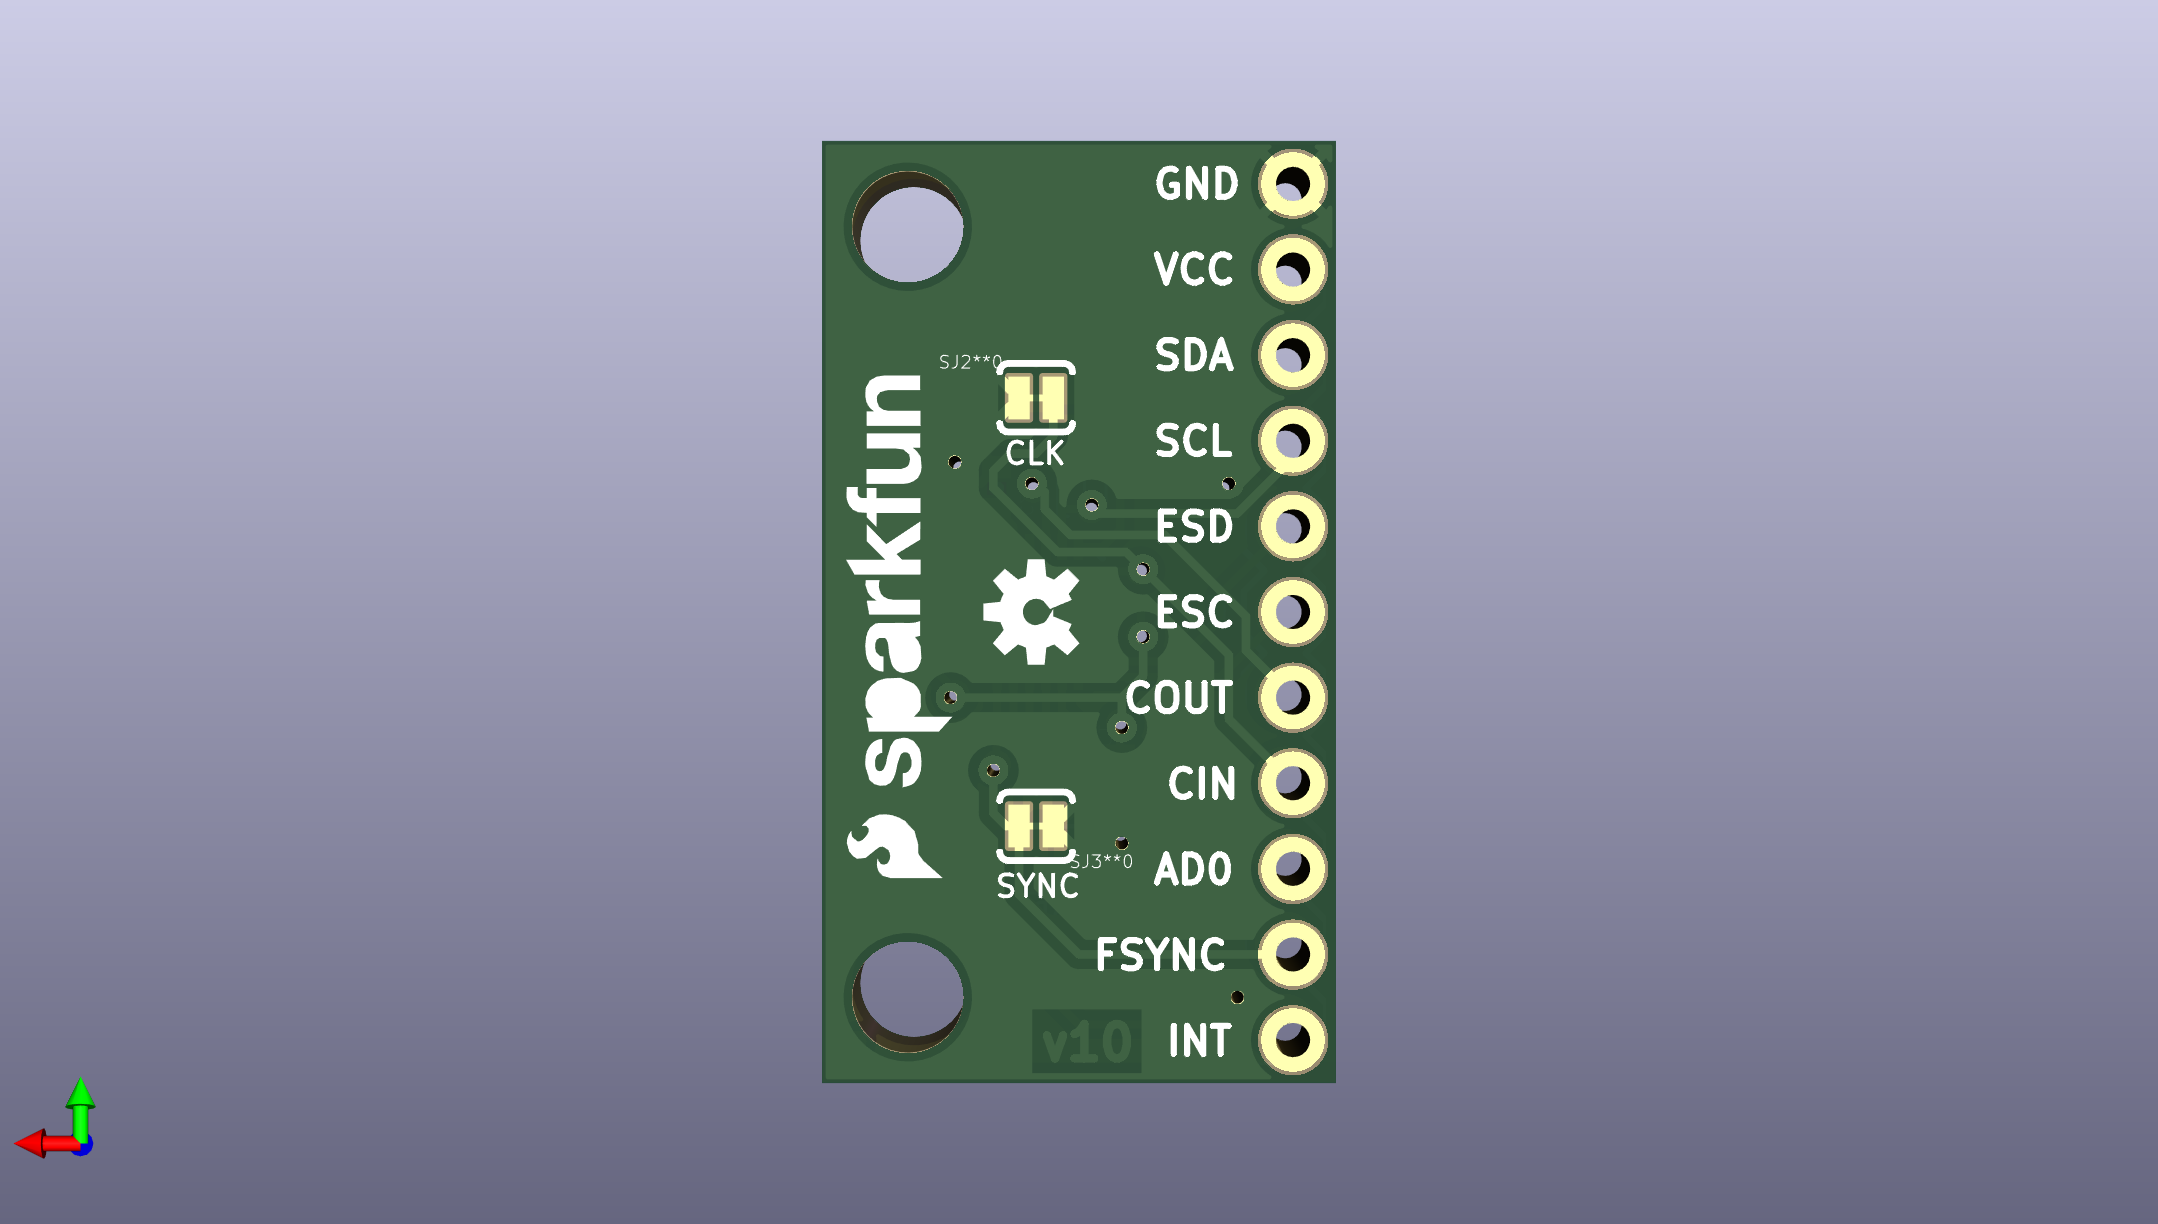 GND
VCC
SDA
SJ2**0
SCL
CLK
ESD
ESC
COUT
CIN
AD0
SJ3**0
SYNC
FSYNC
INT
v10
sparkfun